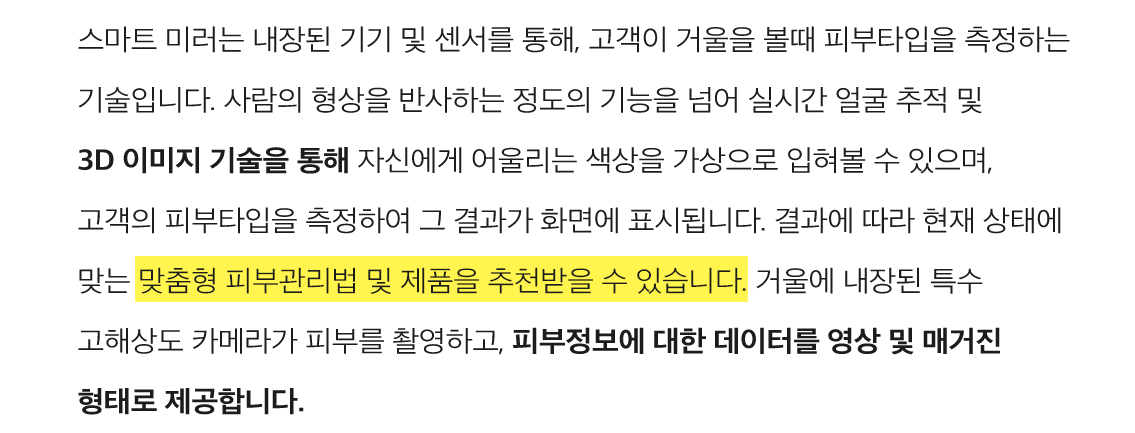 스마트 미러는 내장된 기기 및 센서를 통해, 고객이 거울을 볼때 피부타입을 측정하는
기술입니다. 사람의 형상을 반사하는 정도의 기능을 넘어 실시간 얼굴 추적 및
3D 이미지 기술을 통해 자신에게 어울리는 색상을 가상으로 입혀볼 수 있으며,
고객의 피부타입을 측정하여 그 결과가 화면에 표시됩니다. 결과에 따라 현재 상태에
맞는 맞춤형 피부관리법 및 제품을 추천받을 수 있습니다. 거울에 내장된 특수
고해상도 카메라가 피부를 촬영하고, 피부정보에 대한 데이터를 영상 및 매거진
형태로 제공합니다.